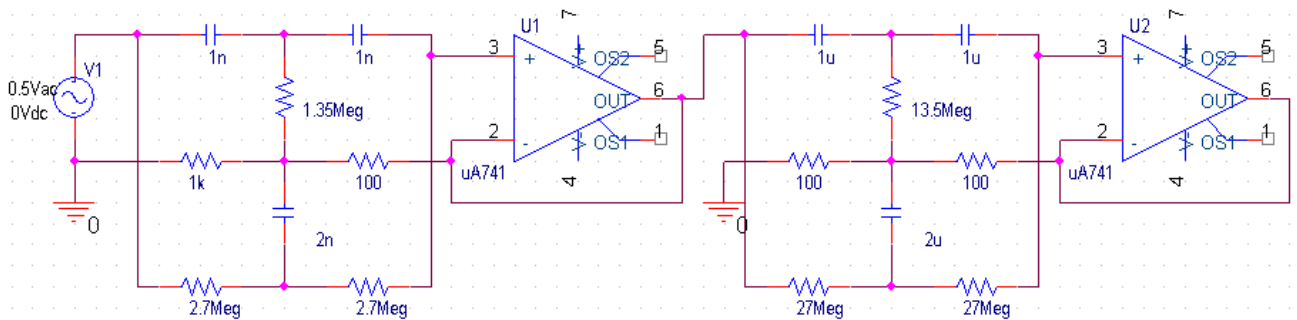 V1
0.5Vac
0Vdc
0
1n
1n
1.35Meg
1k
100
2n
2.7Meg
2.7Meg
U1
3
+
2
-
7
V+
4
V-
OS2
5
OUT
6
OS1
1
uA741
0
1u
1u
13.5Meg
100
100
2u
27Meg
27Meg
U2
3
+
2
-
7
V+
4
V-
OS2
5
OUT
6
OS1
1
uA741